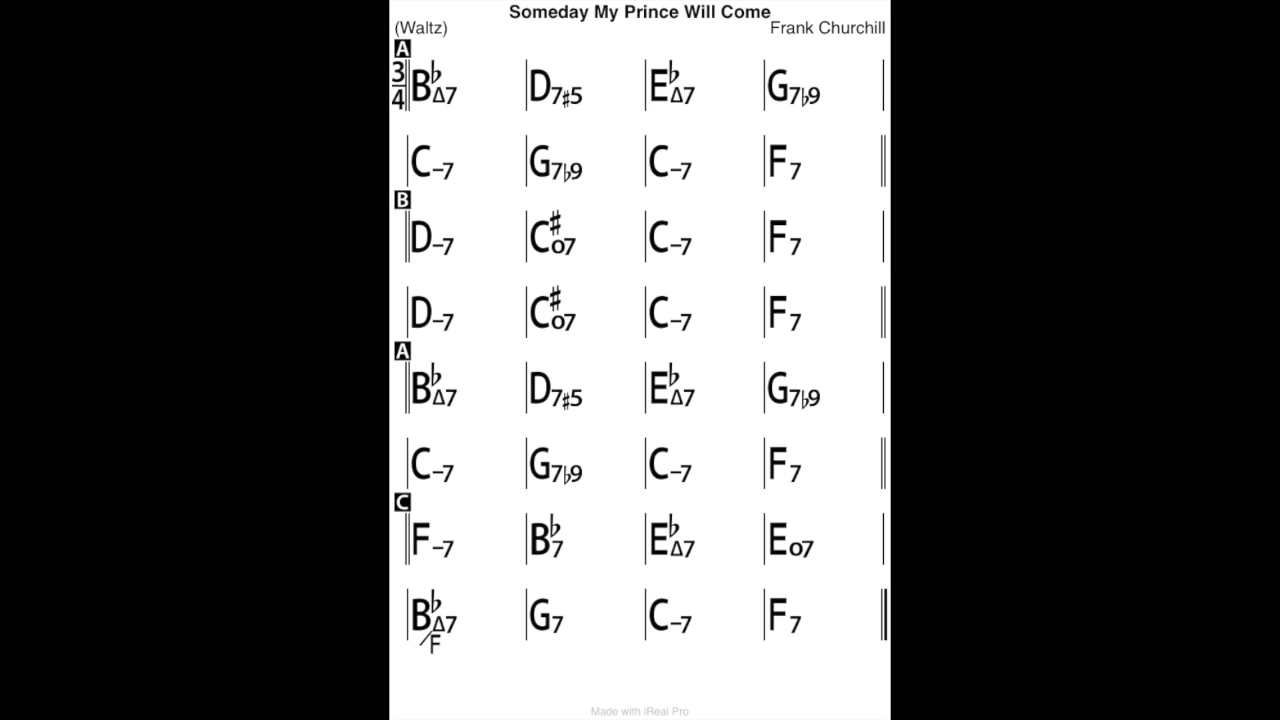 Someday My Prince Will Come
(Waltz) Frank Churchill
A
3/4 B♭Δ7 D7♯5 E♭Δ7 G7♭9
C–7 G7♭9 C–7 F7
B
D–7 C♯o7 C–7 F7
D–7 C♯o7 C–7 F7
A
B♭Δ7 D7♯5 E♭Δ7 G7♭9
C–7 G7♭9 C–7 F7
C
F–7 B♭7 E♭Δ7 Eo7
B♭Δ7/F G7 C–7 F7
Made with iReal Pro